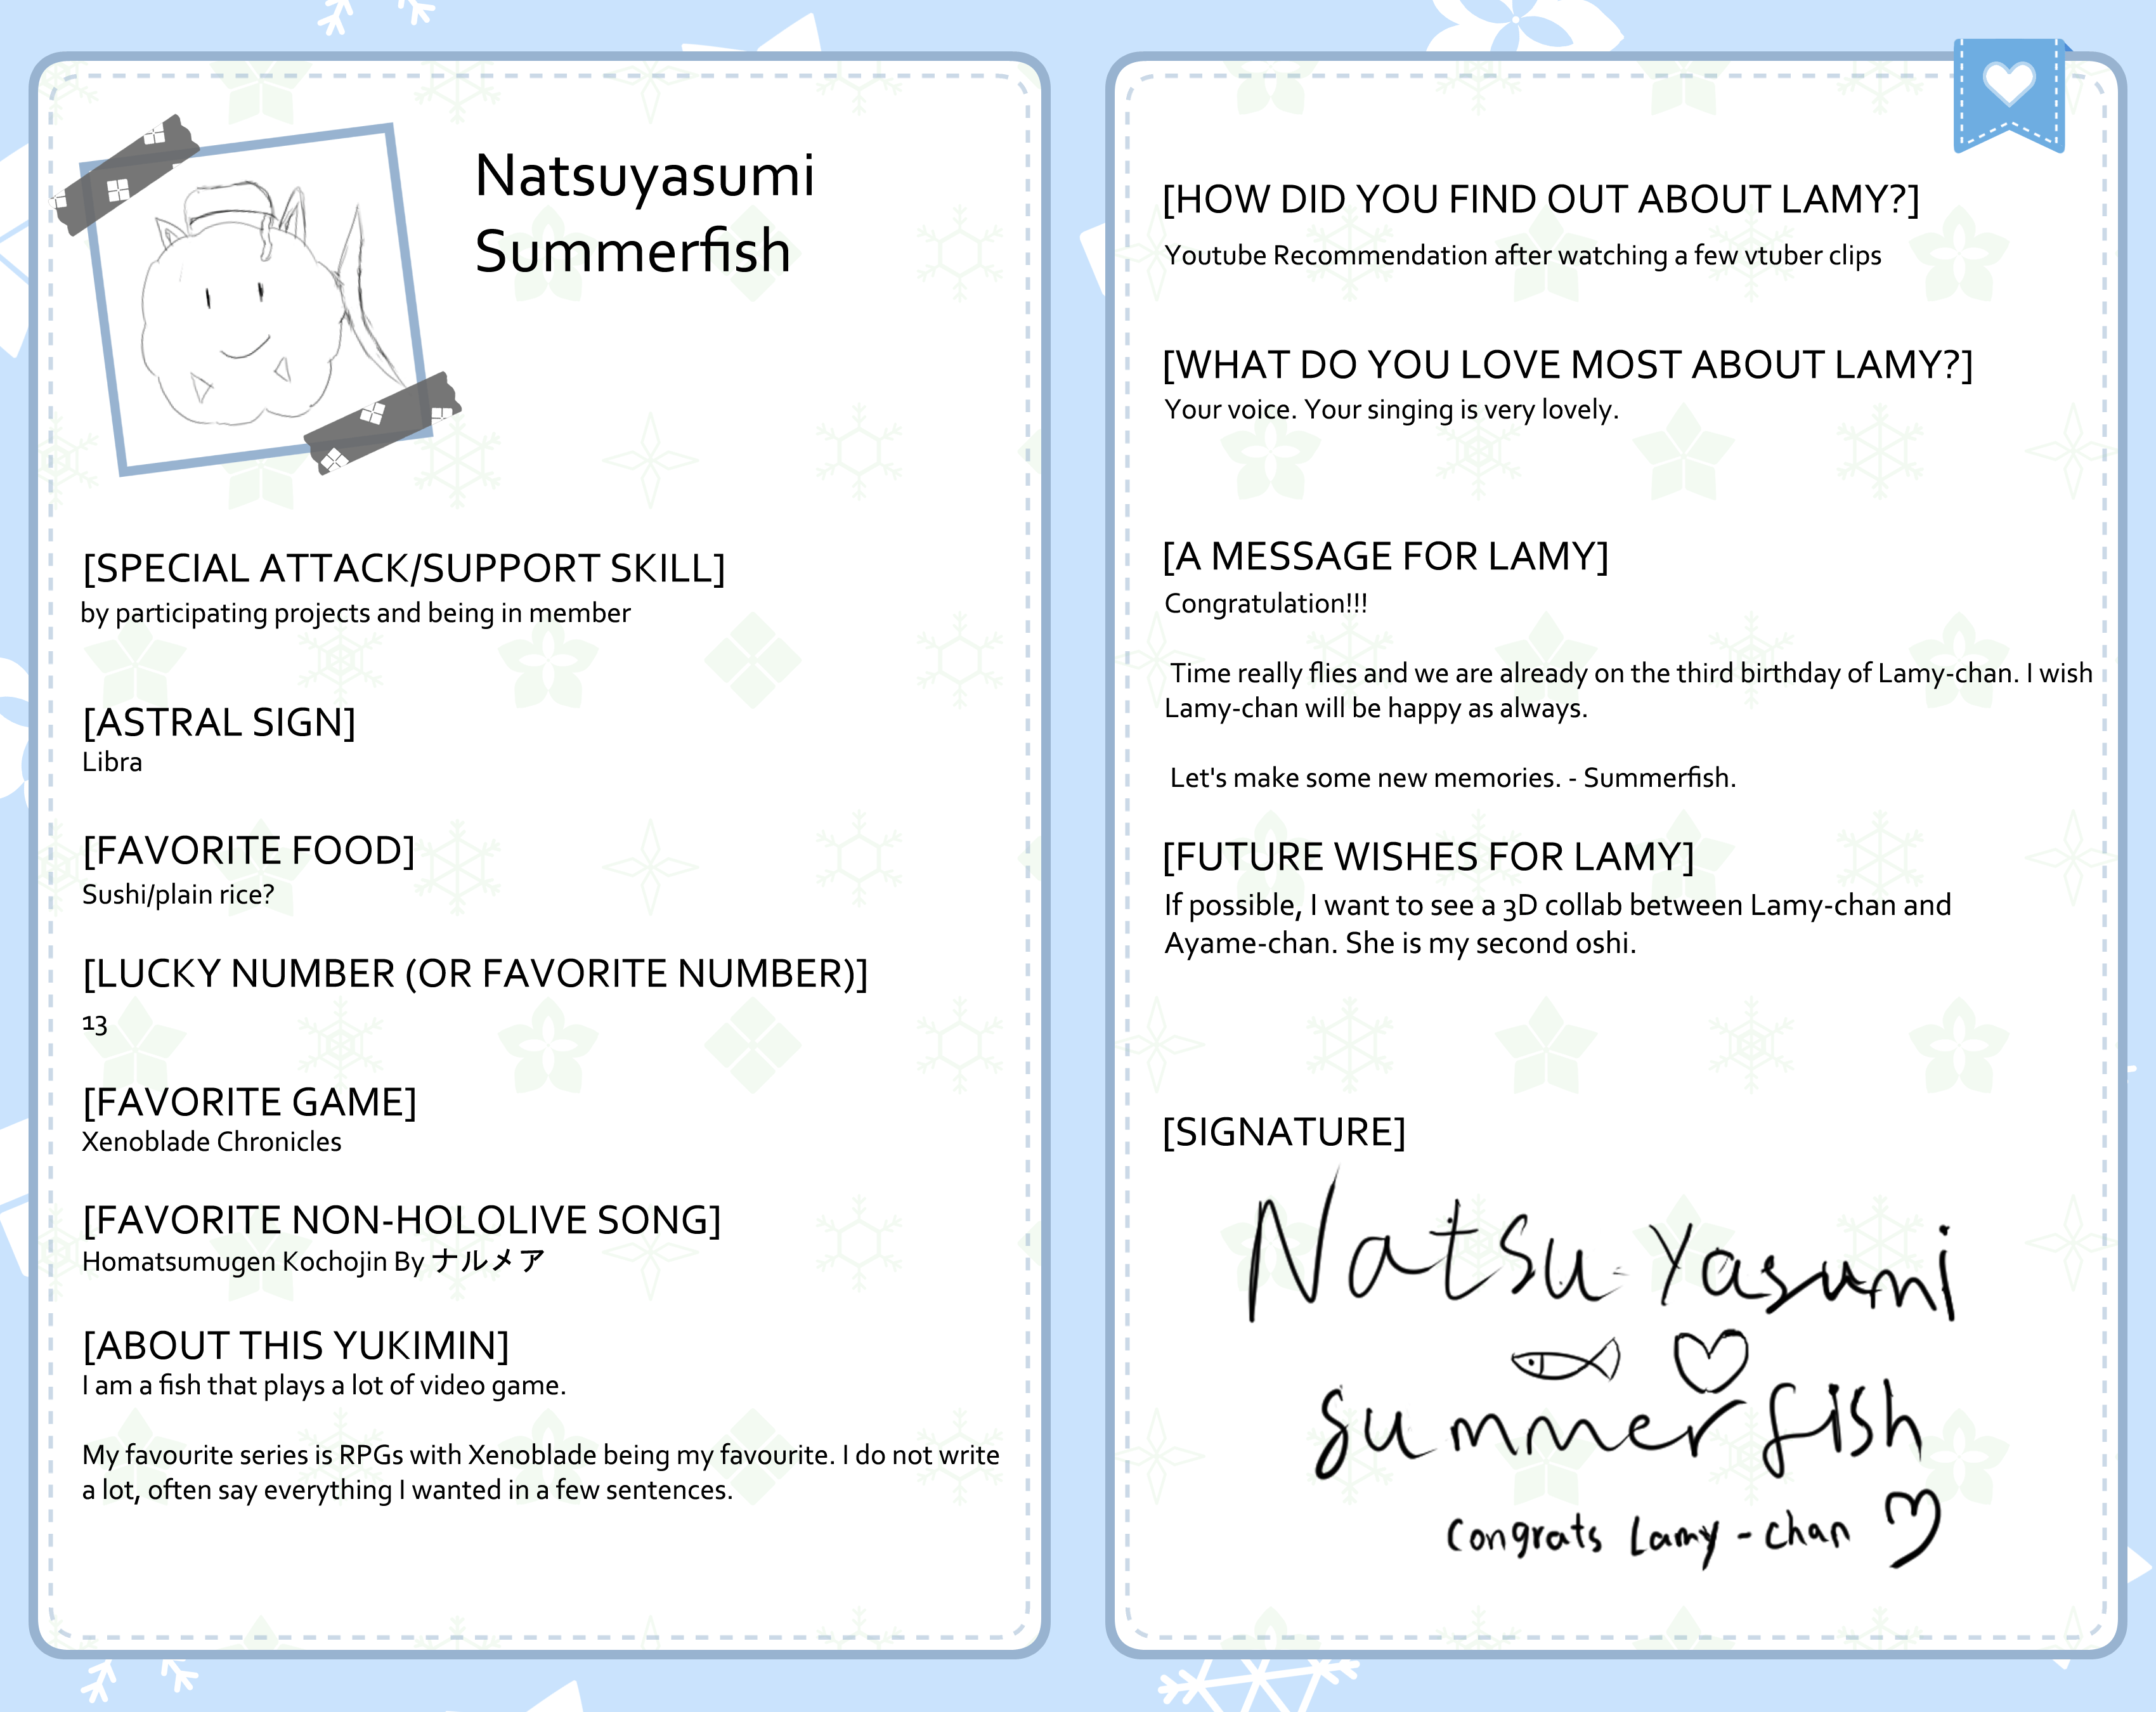 Natsuyasumi
Summerfish
[SPECIAL ATTACK/SUPPORT SKILL]
by participating projects and being in member
[ASTRAL SIGN]
Libra
[FAVORITE FOOD]
Sushi/plain rice?
[LUCKY NUMBER (OR FAVORITE NUMBER)]
13
[FAVORITE GAME]
Xenoblade Chronicles
[FAVORITE NON-HOLOLIVE SONG]
Homatsumugen Kochojin By ナルメア
[ABOUT THIS YUKIMIN]
I am a fish that plays a lot of video game.
My favourite series is RPGs with Xenoblade being my favourite. I do not write
a lot, often say everything I wanted in a few sentences.
[HOW DID YOU FIND OUT ABOUT LAMY?]
Youtube Recommendation after watching a few vtuber clips
[WHAT DO YOU LOVE MOST ABOUT LAMY?]
Your voice. Your singing is very lovely.
[A MESSAGE FOR LAMY]
Congratulation!!!
Time really flies and we are already on the third birthday of Lamy-chan. I wish
Lamy-chan will be happy as always.
Let's make some new memories. - Summerfish.
[FUTURE WISHES FOR LAMY]
If possible, I want to see a 3D collab between Lamy-chan and
Ayame-chan. She is my second oshi.
[SIGNATURE]
Natsu-Yasumi
summerfish
Congrats Lamy-chan